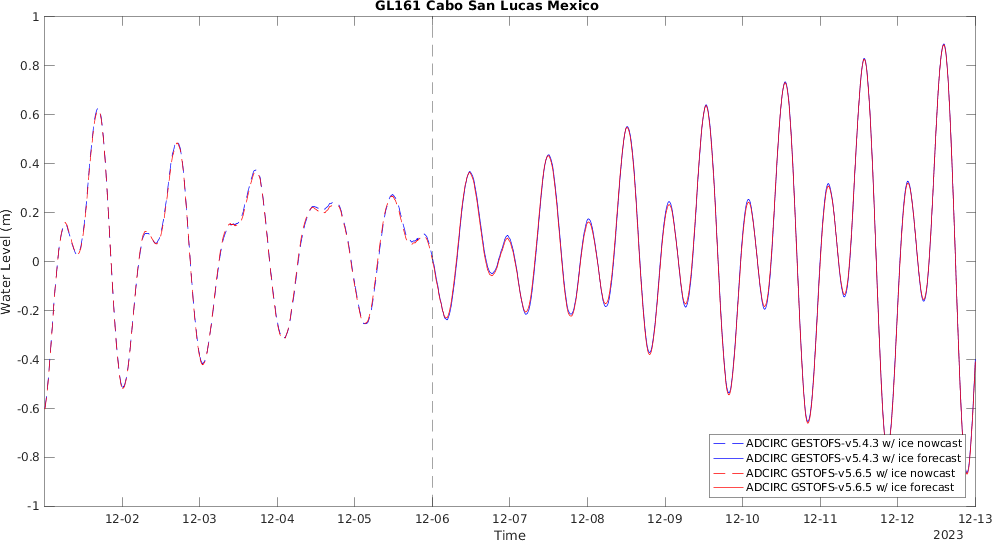 GL161 Cabo San Lucas Mexico
Water Level (m)
1
0.8
0.6
0.4
0.2
0
-0.2
-0.4
-0.6
-0.8
-1
ADCIRC GESTOFS-v5.4.3 w/ ice nowcast
ADCIRC GESTOFS-v5.4.3 w/ ice forecast
ADCIRC GSTOFS-v5.6.5 w/ ice nowcast
ADCIRC GSTOFS-v5.6.5 w/ ice forecast
12-02 12-03 12-04 12-05 12-06 12-07 12-08 12-09 12-10 12-11 12-12 12-13
Time
2023